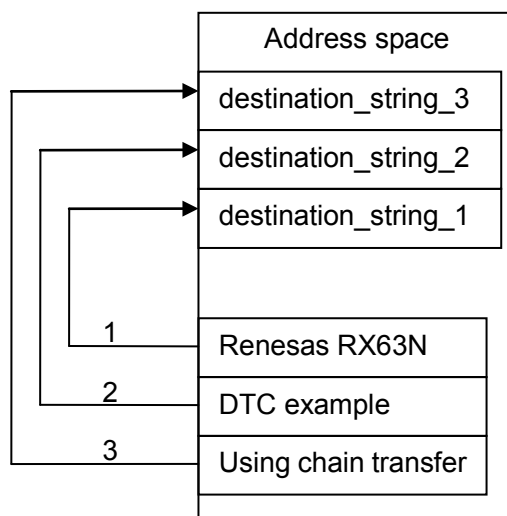 Address space
destination_string_3
destination_string_2
destination_string_1
1
Renesas RX63N
2
DTC example
3
Using chain transfer